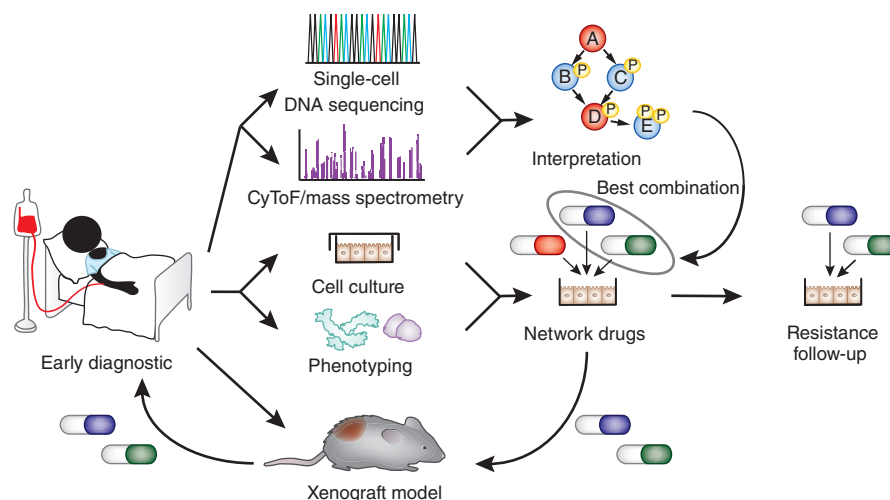 Single-cell
DNA sequencing
CyToF/mass spectrometry
A
B
P
C
P
D
P
E
P
P
Interpretation
Best combination
Early diagnostic
Cell culture
Phenotyping
Network drugs
Resistance
follow-up
Xenograft model